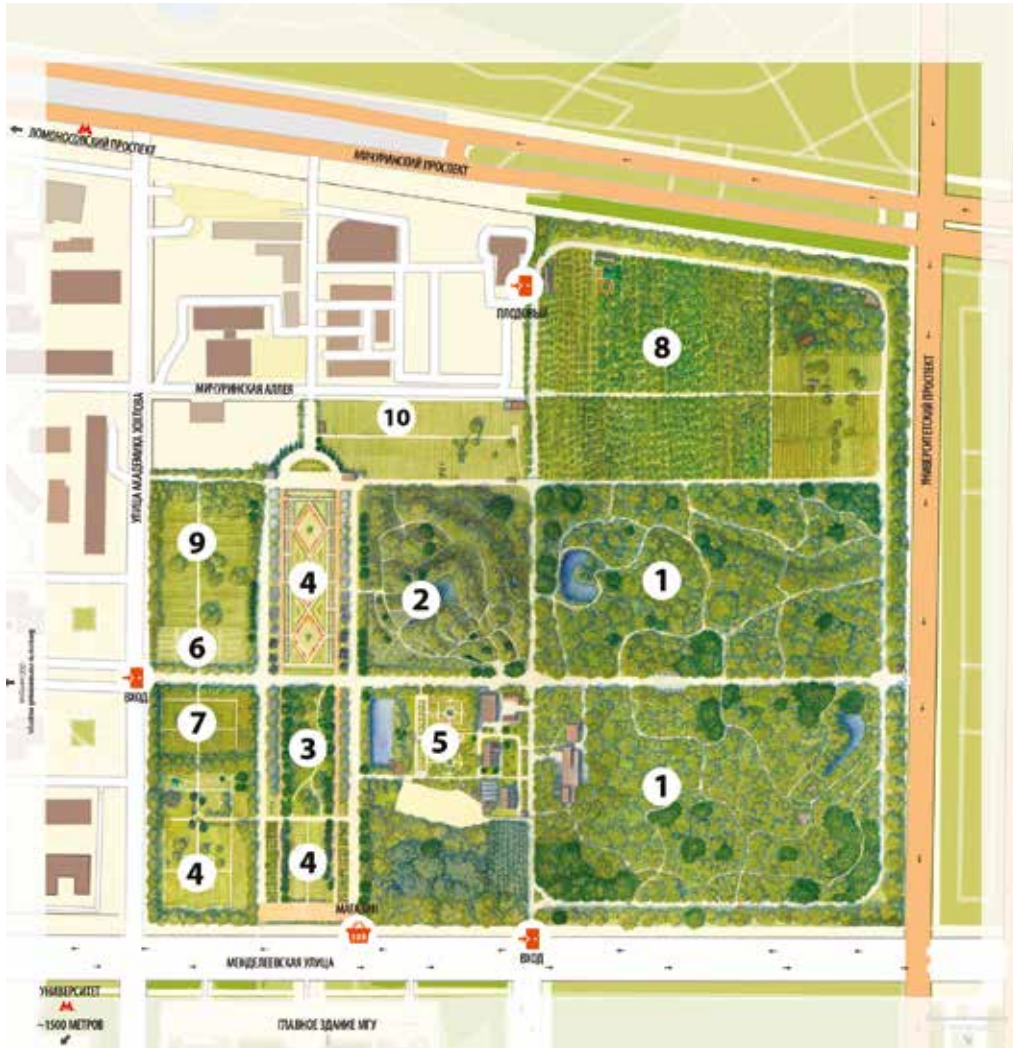 ЛОМОНОСОВСКИЙ ПРОСПЕКТ
МИЧУРИНСКИЙ ПРОСПЕКТ
ПЛОДОВЫЙ
8
МИЧУРИНСКАЯ АЛЛЕЯ
10
УЛИЦА АКАДЕМИКА ХОХЛОВА
УНИВЕРСИТЕТСКИЙ ПРОСПЕКТ
9
4
2
1
6
ВХОД
7
3
5
1
4
4
МАГАЗИН
ВХОД
МЕНДЕЛЕЕВСКАЯ УЛИЦА
УНИВЕРСИТЕТ
~1500 МЕТРОВ
ГЛАВНОЕ ЗДАНИЕ МГУ